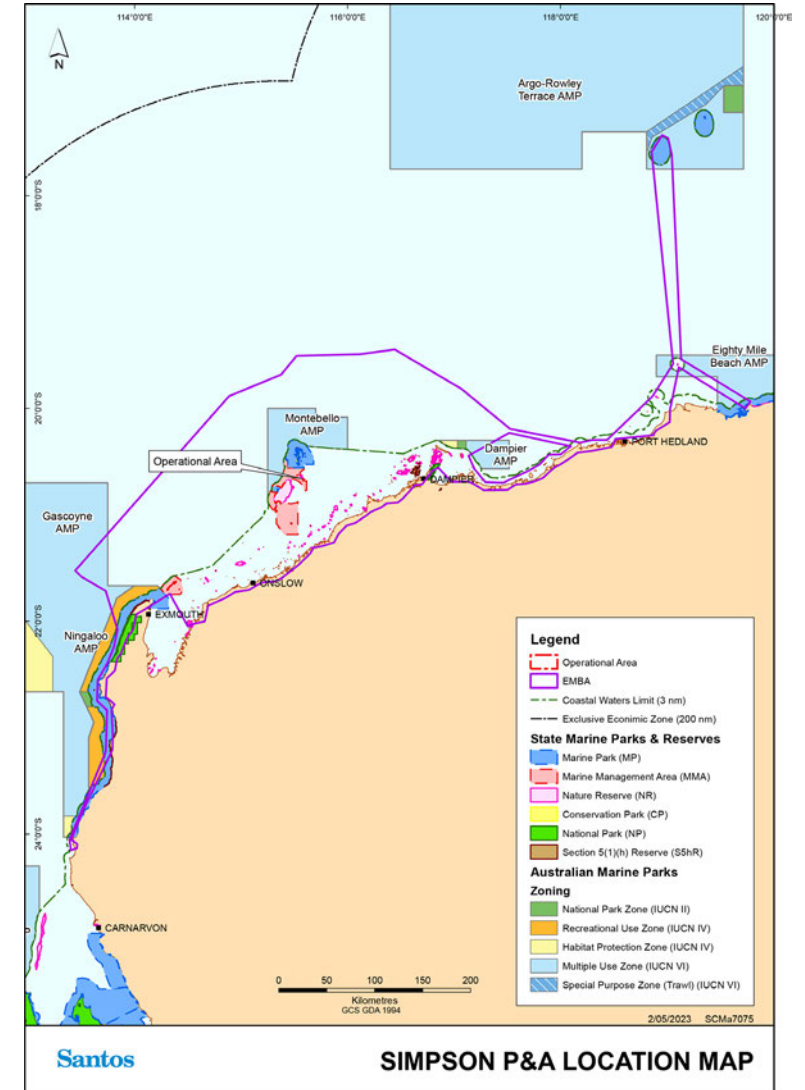 114°0'0"E
116°0'0"E
118°0'0"E
120°0'0"E
N
Argo-Rowley
Terrace AMP
18°0'0"S
Eighty Mile
Beach AMP
20°0'0"S
Montebello
AMP
Dampier
AMP
PORT HEDLAND
Operational Area
DAMPIER
Gascoyne
AMP
ONSLOW
EXMOUTH
22°0'0"S
Ningaloo
AMP
24°0'0"S
CARNARVON
Legend
Operational Area
EMBA
Coastal Waters Limit (3 nm)
Exclusive Econimic Zone (200 nm)
State Marine Parks & Reserves
Marine Park (MP)
Marine Management Area (MMA)
Nature Reserve (NR)
Conservation Park (CP)
National Park (NP)
Section 5(1)(h) Reserve (S5hR)
Australian Marine Parks
Zoning
National Park Zone (IUCN II)
Recreational Use Zone (IUCN IV)
Habitat Protection Zone (IUCN IV)
Multiple Use Zone (IUCN VI)
Special Purpose Zone (Trawl) (IUCN VI)
0 50 100 150 200
Kilometres
GCS GDA 1994
2/05/2023 SCMa7075
Santos
SIMPSON P&A LOCATION MAP